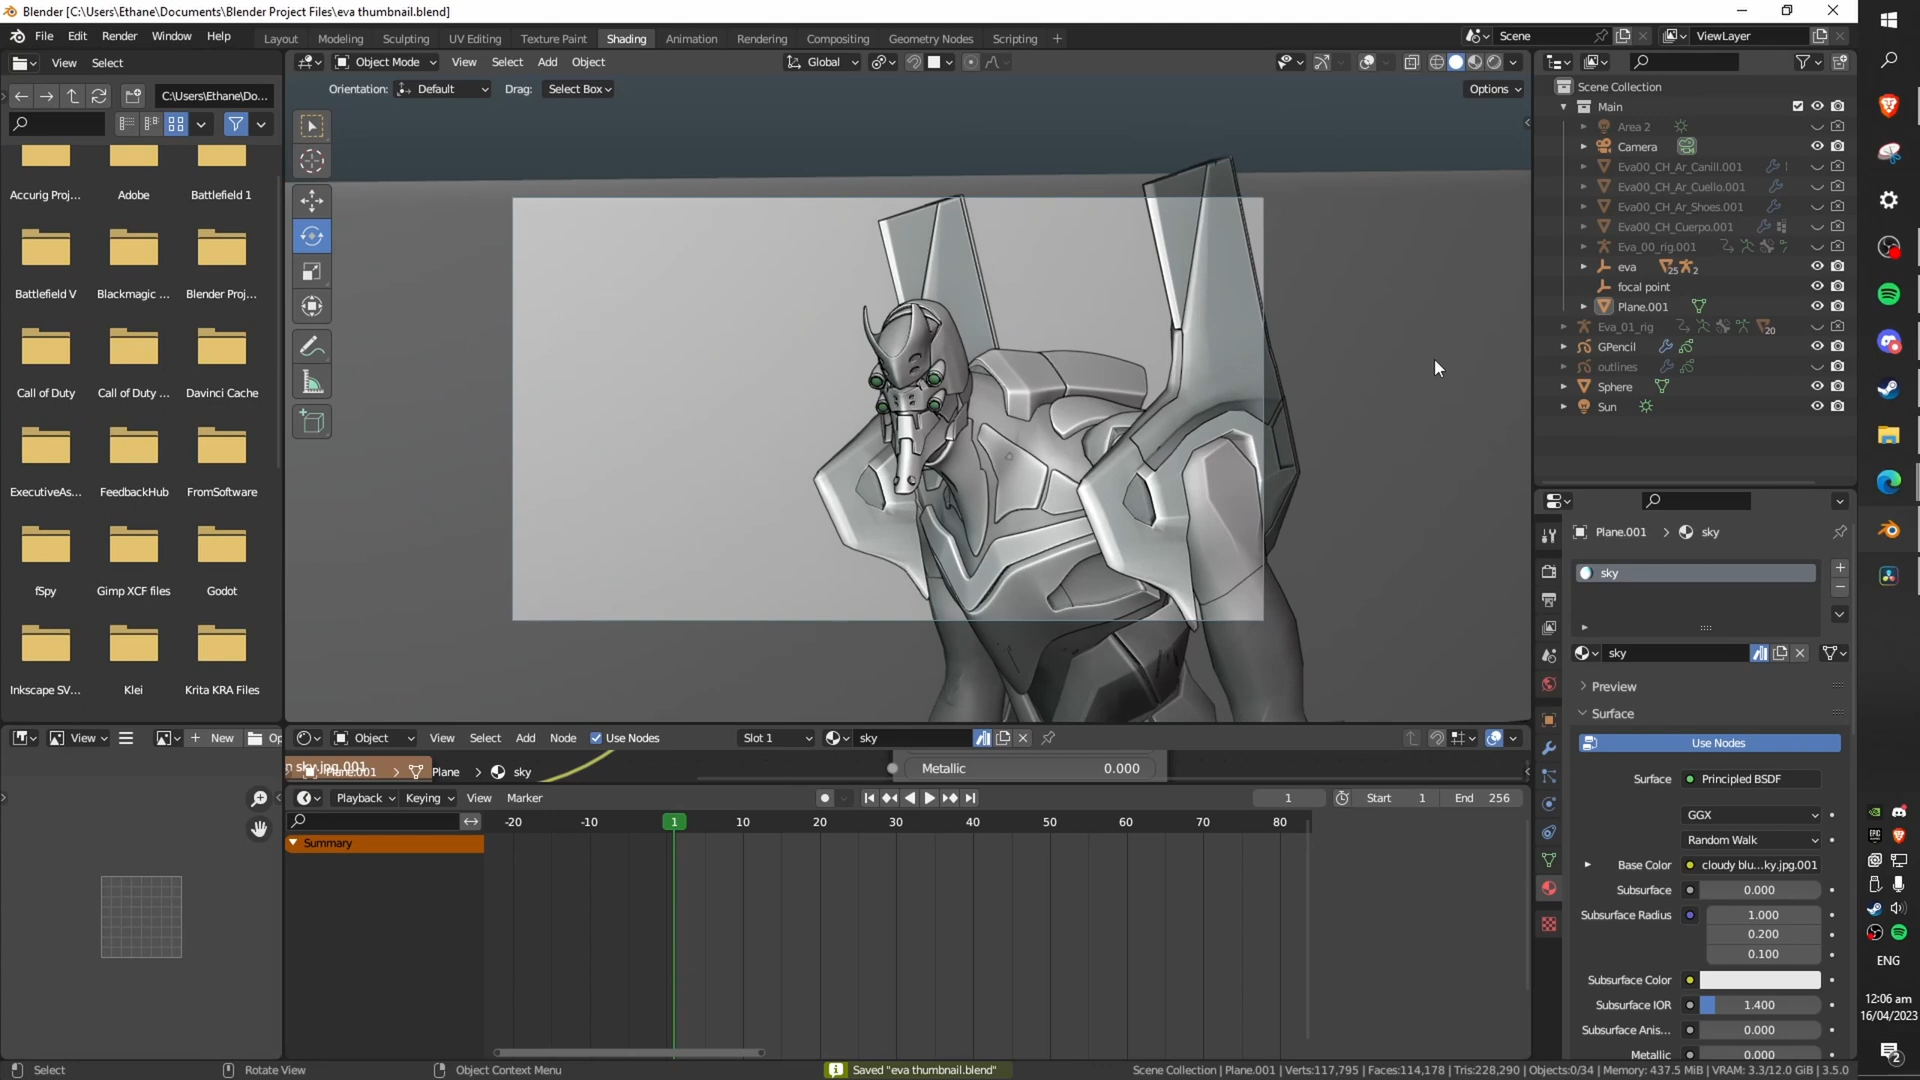 Blender [C:\Users\Ethane\Documents\Blender Project Files\eva thumbnail.blend]
File Edit Render Window Help
Layout Modeling Sculpting UV Editing Texture Paint Shading Animation Rendering Compositing Geometry Nodes Scripting +
Scene
ViewLayer
View Select
Object Mode View Select Add Object
Global
C:\Users\Ethane\Do...
Orientation: Default Drag: Select Box
Options
Accurig Proj...
Adobe
Battlefield 1
Battlefield V
Blackmagic ...
Blender Proj...
Call of Duty
Call of Duty ...
Davinci Cache
ExecutiveAs...
FeedbackHub
FromSoftware
fSpy
Gimp XCF files
Godot
Inkscape SV...
Klei
Krita KRA Files
Scene Collection
Main
Area 2
Camera
Eva00_CH_Ar_Canill.001
Eva00_CH_Ar_Cuello.001
Eva00_CH_Ar_Shoes.001
Eva00_CH_Cuerpo.001
Eva_00_rig.001
eva 25 2
focal point
Plane.001
Eva_01_rig 20
GPencil
outlines
Sphere
Sun
Plane.001 > sky
sky
sky
Preview
Surface
Use Nodes
Surface Principled BSDF
GGX
Random Walk
Base Color cloudy blu...ky.jpg.001
Subsurface 0.000
Subsurface Radius 1.000
0.200
0.100
Subsurface Color
Subsurface IOR 1.400
Subsurface Anis... 0.000
Metallic 0.000
View
+ New
Op
Object View Select Add Node Use Nodes
Slot 1
sky
n sky.jpg.001
Plane.001 > Plane > sky
Metallic 0.000
Playback Keying View Marker
1
Start 1 End 256
-20 -10 1 10 20 30 40 50 60 70 80
Summary
Select
Rotate View
Object Context Menu
Saved "eva thumbnail.blend"
Scene Collection | Plane.001 | Verts:117,795 | Faces:114,178 | Tris:228,290 | Objects:0/34 | Memory: 437.5 MiB | VRAM: 3.3/12.0 GiB | 3.5.0
ENG
12:06 am
16/04/2023
2